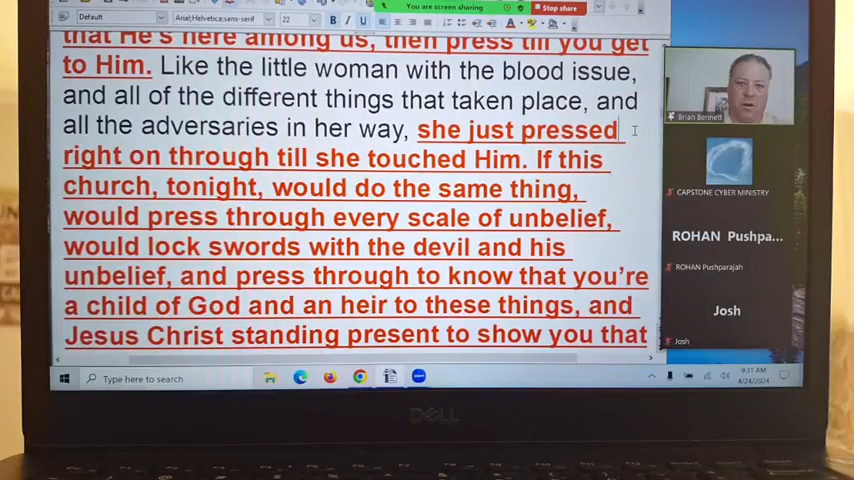 You are screen sharing
Stop share
Default
Arial;Helvetica;sans-serif
22
B I U
A
that He's here among us, then press till you get
to Him. Like the little woman with the blood issue,
and all of the different things that taken place, and
all the adversaries in her way, she just pressed
right on through till she touched Him. If this
church, tonight, would do the same thing,
would press through every scale of unbelief,
would lock swords with the devil and his
unbelief, and press through to know that you're
a child of God and an heir to these things, and
Jesus Christ standing present to show you that
Brian Bennett
CAPSTONE CYBER MINISTRY
ROHAN Pushpa...
ROHAN Pushparajah
Josh
Josh
Type here to search
9:31 AM
4/24/2024
DELL